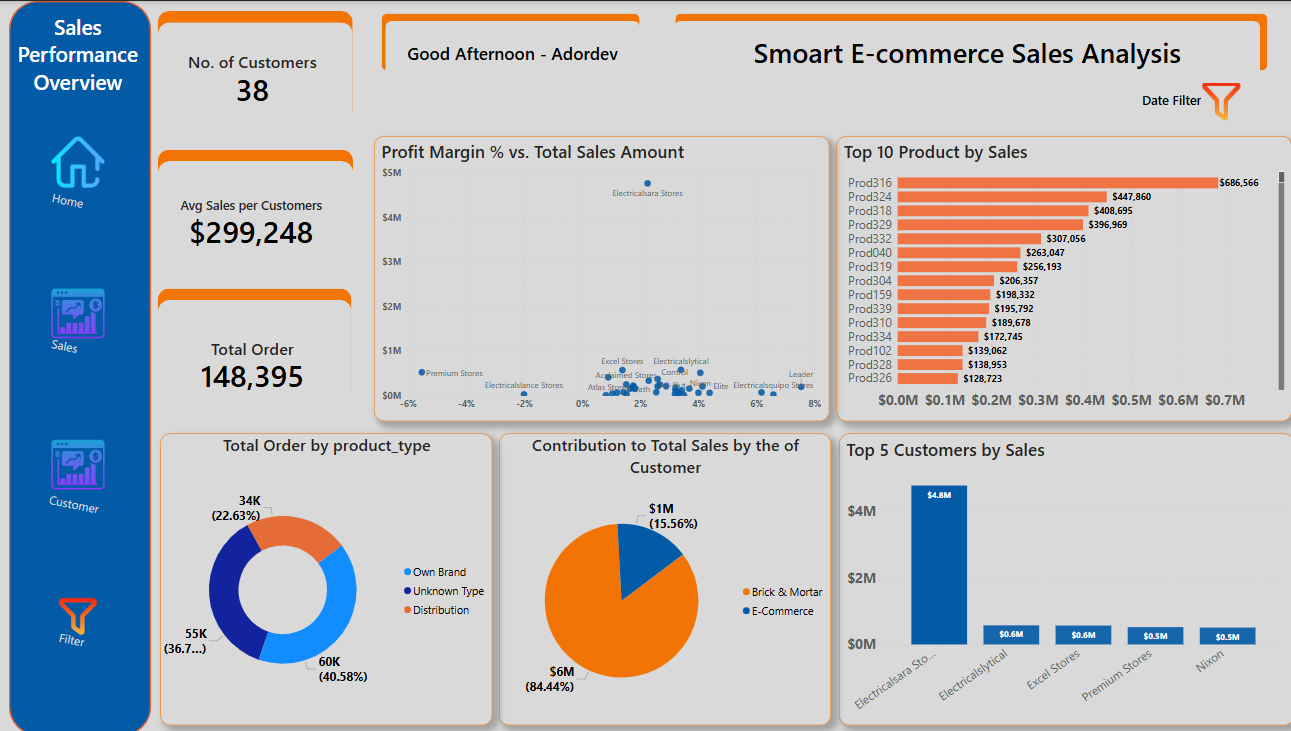 Sales
Performance
Overview
Home
Sales
Customer
Filter
No. of Customers
38
Avg Sales per Customers
$299,248
Total Order
148,395
Good Afternoon - Adordev
Smoart E-commerce Sales Analysis
Date Filter
Profit Margin % vs. Total Sales Amount
$5M
$4M
$3M
$2M
$1M
$0M
-6%
-4%
-2%
0%
2%
4%
6%
8%
Electricalsara Stores
Premium Stores
Electricalslance Stores
Excel Stores
Electricalslytical
Acclaimed Stores
Control
Nixon
Elite
Electricalsquipo Stores
Leader
Top 10 Product by Sales
Prod316 $686,566
Prod324 $447,860
Prod318 $408,695
Prod329 $396,969
Prod332 $307,056
Prod040 $263,047
Prod319 $256,193
Prod304 $206,357
Prod159 $198,332
Prod339 $195,792
Prod310 $189,678
Prod334 $172,745
Prod102 $139,062
Prod328 $138,953
Prod326 $128,723
$0.0M $0.1M $0.2M $0.3M $0.4M $0.5M $0.6M $0.7M
Total Order by product_type
34K
(22.63%)
55K
(36.7...)
60K
(40.58%)
Own Brand
Unknown Type
Distribution
Contribution to Total Sales by the of
Customer
$1M
(15.56%)
$6M
(84.44%)
Brick & Mortar
E-Commerce
Top 5 Customers by Sales
$4M
$2M
$0M
$4.8M
$0.6M
$0.6M
$0.5M
$0.5M
Electricalsara Sto...
Electricalslytical
Excel Stores
Premium Stores
Nixon